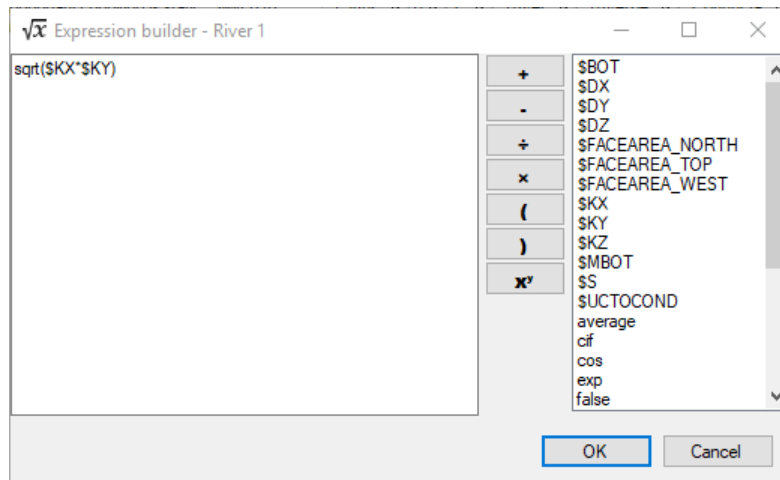 √x Expression builder - River 1
sqrt($KX*$KY)
+
-
÷
×
(
)
xʸ
$BOT
$DX
$DY
$DZ
$FACEAREA_NORTH
$FACEAREA_TOP
$FACEAREA_WEST
$KX
$KY
$KZ
$MBOT
$S
$UCTOCOND
average
cif
cos
exp
false
OK
Cancel